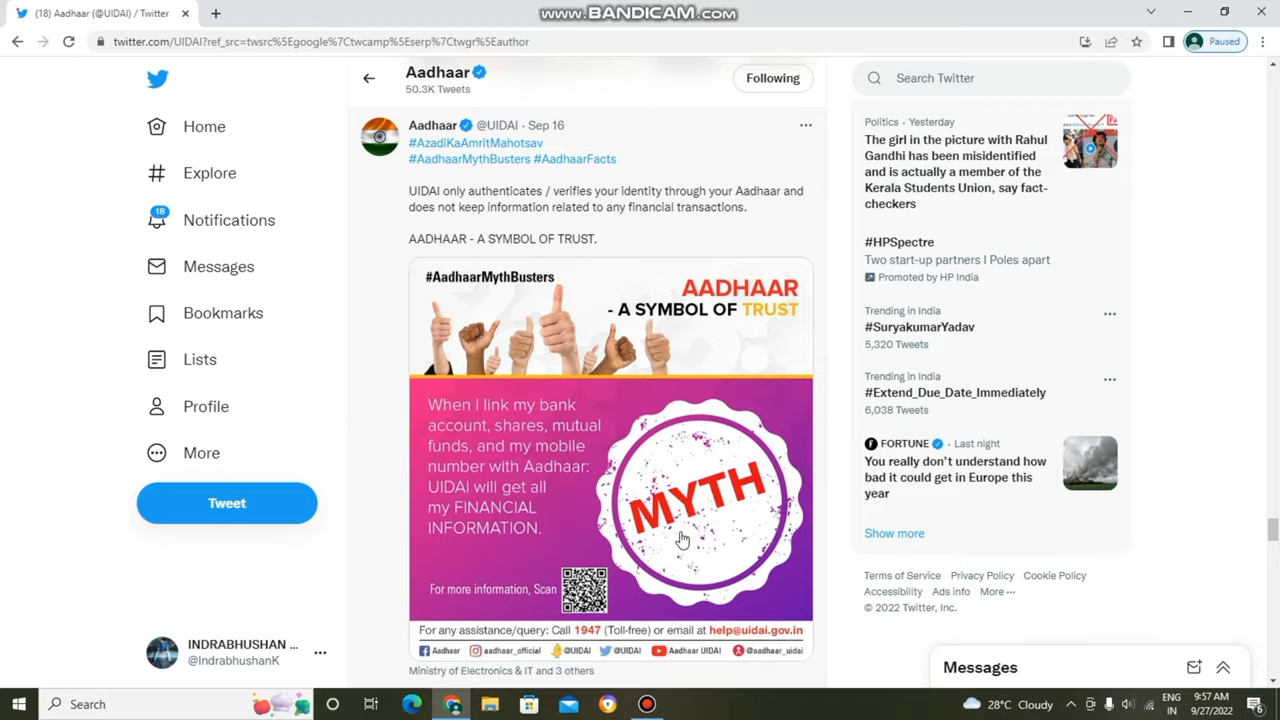 www.BANDICAM.com
(18) Aadhaar (@UIDAI) / Twitter
twitter.com/UIDAI?ref_src=twsrc%5Egoogle%7Ctwcamp%5Eserp%7Ctwgr%5Eauthor
Paused
Home
Explore
18
Notifications
Messages
Bookmarks
Lists
Profile
More
Tweet
INDRABHUSHAN ...
@IndrabhushanK
Aadhaar
50.3K Tweets
Following
Aadhaar @UIDAI · Sep 16
#AzadiKaAmritMahotsav
#AadhaarMythBusters #AadhaarFacts
UIDAI only authenticates / verifies your identity through your Aadhaar and
does not keep information related to any financial transactions.
AADHAAR - A SYMBOL OF TRUST.
#AadhaarMythBusters
AADHAAR
- A SYMBOL OF TRUST
When I link my bank
account, shares, mutual
funds, and my mobile
number with Aadhaar:
UIDAI will get all
my FINANCIAL
INFORMATION.
MYTH
For more information, Scan
For any assistance/query: Call 1947 (Toll-free) or email at help@uidai.gov.in
Aadhaar aadhaar_official @UIDAI @UIDAI Aadhaar UIDAI @aadhaar_uidai
Ministry of Electronics & IT and 3 others
Search Twitter
Politics · Yesterday
The girl in the picture with Rahul
Gandhi has been misidentified
and is actually a member of the
Kerala Students Union, say fact-
checkers
#HPSpectre
Two start-up partners I Poles apart
Promoted by HP India
Trending in India
#SuryakumarYadav
5,320 Tweets
Trending in India
#Extend_Due_Date_Immediately
6,038 Tweets
FORTUNE · Last night
You really don't understand how
bad it could get in Europe this
year
Show more
Terms of Service Privacy Policy Cookie Policy
Accessibility Ads info More ···
© 2022 Twitter, Inc.
Messages
Search
28°C Cloudy
ENG
IN
9:57 AM
9/27/2022
6